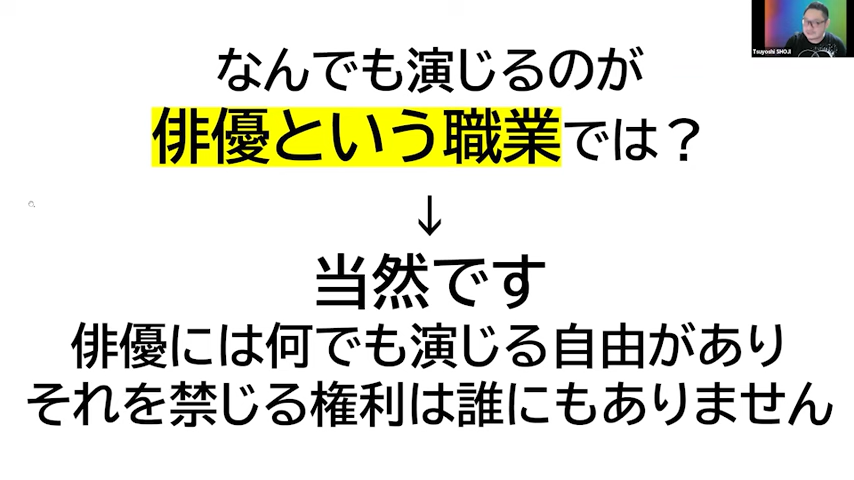 なんでも演じるのが
俳優という職業では？
↓
当然です
俳優には何でも演じる自由があり
それを禁じる権利は誰にもありません
Tsuyoshi SHOJI